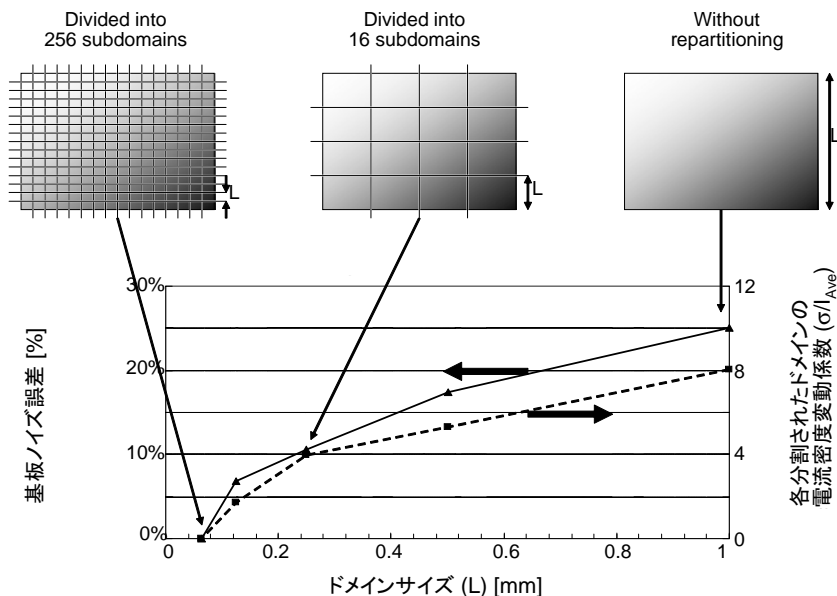 Divided into
256 subdomains
Divided into
16 subdomains
Without
repartitioning
L
L
L
30%
20%
10%
0%
12
8
4
0
0
0.2
0.4
0.6
0.8
1
基板ノイズ誤差 [%]
各分割されたドメインの
電流密度変動係数 (σ/I_Ave)
ドメインサイズ (L) [mm]